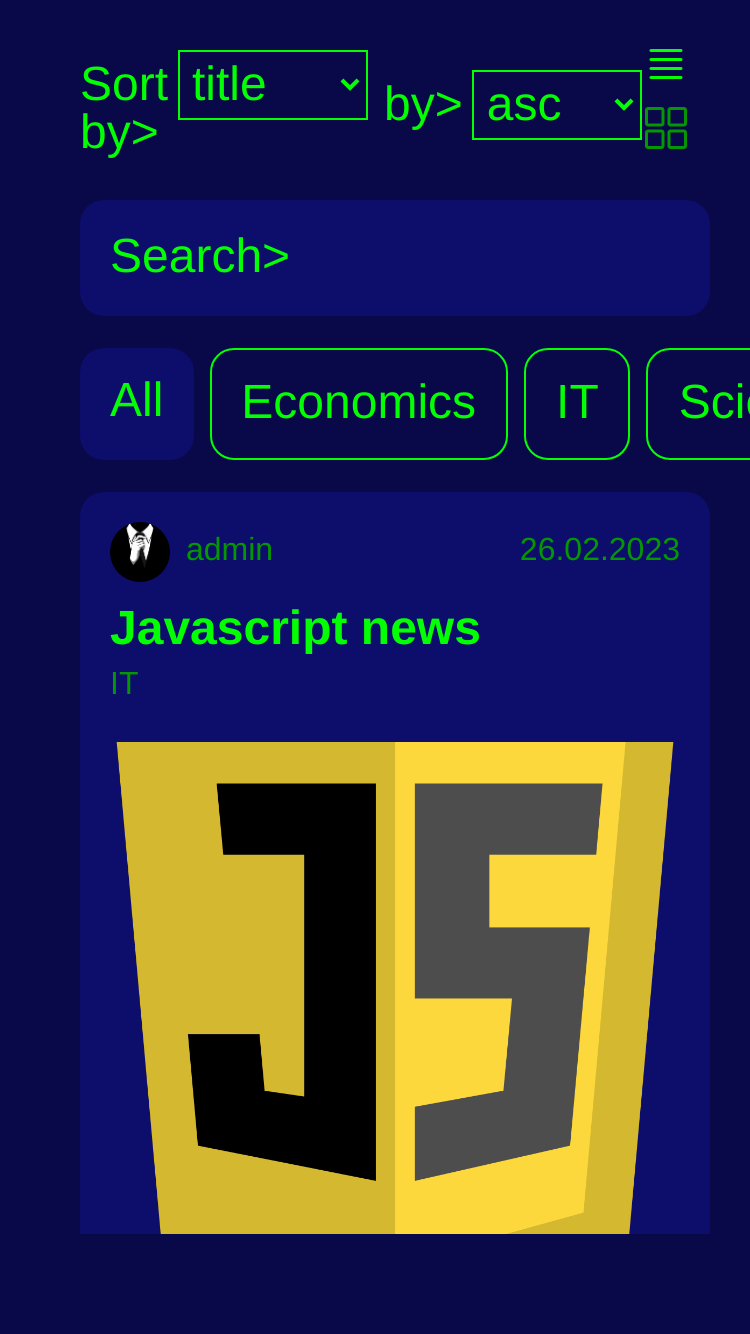 Sort by> title by> asc
Search>
All Economics IT Scie
admin 26.02.2023
Javascript news
IT
JS